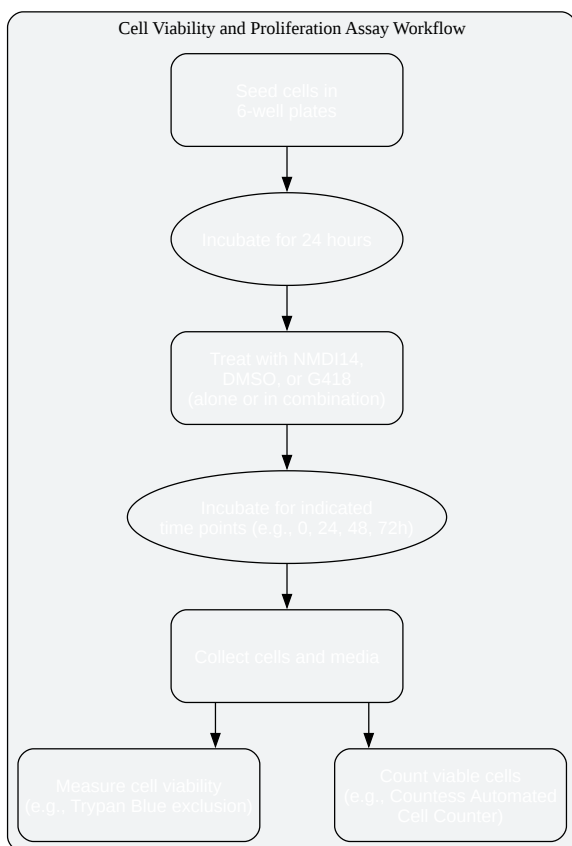 Cell Viability and Proliferation Assay Workflow
Seed cells in
6-well plates
Incubate for 24 hours
Treat with NMDI14,
DMSO, or G418
(alone or in combination)
Incubate for indicated
time points (e.g., 0, 24, 48, 72h)
Collect cells and media
Measure cell viability
(e.g., Trypan Blue exclusion)
Count viable cells
(e.g., Countess Automated
Cell Counter)